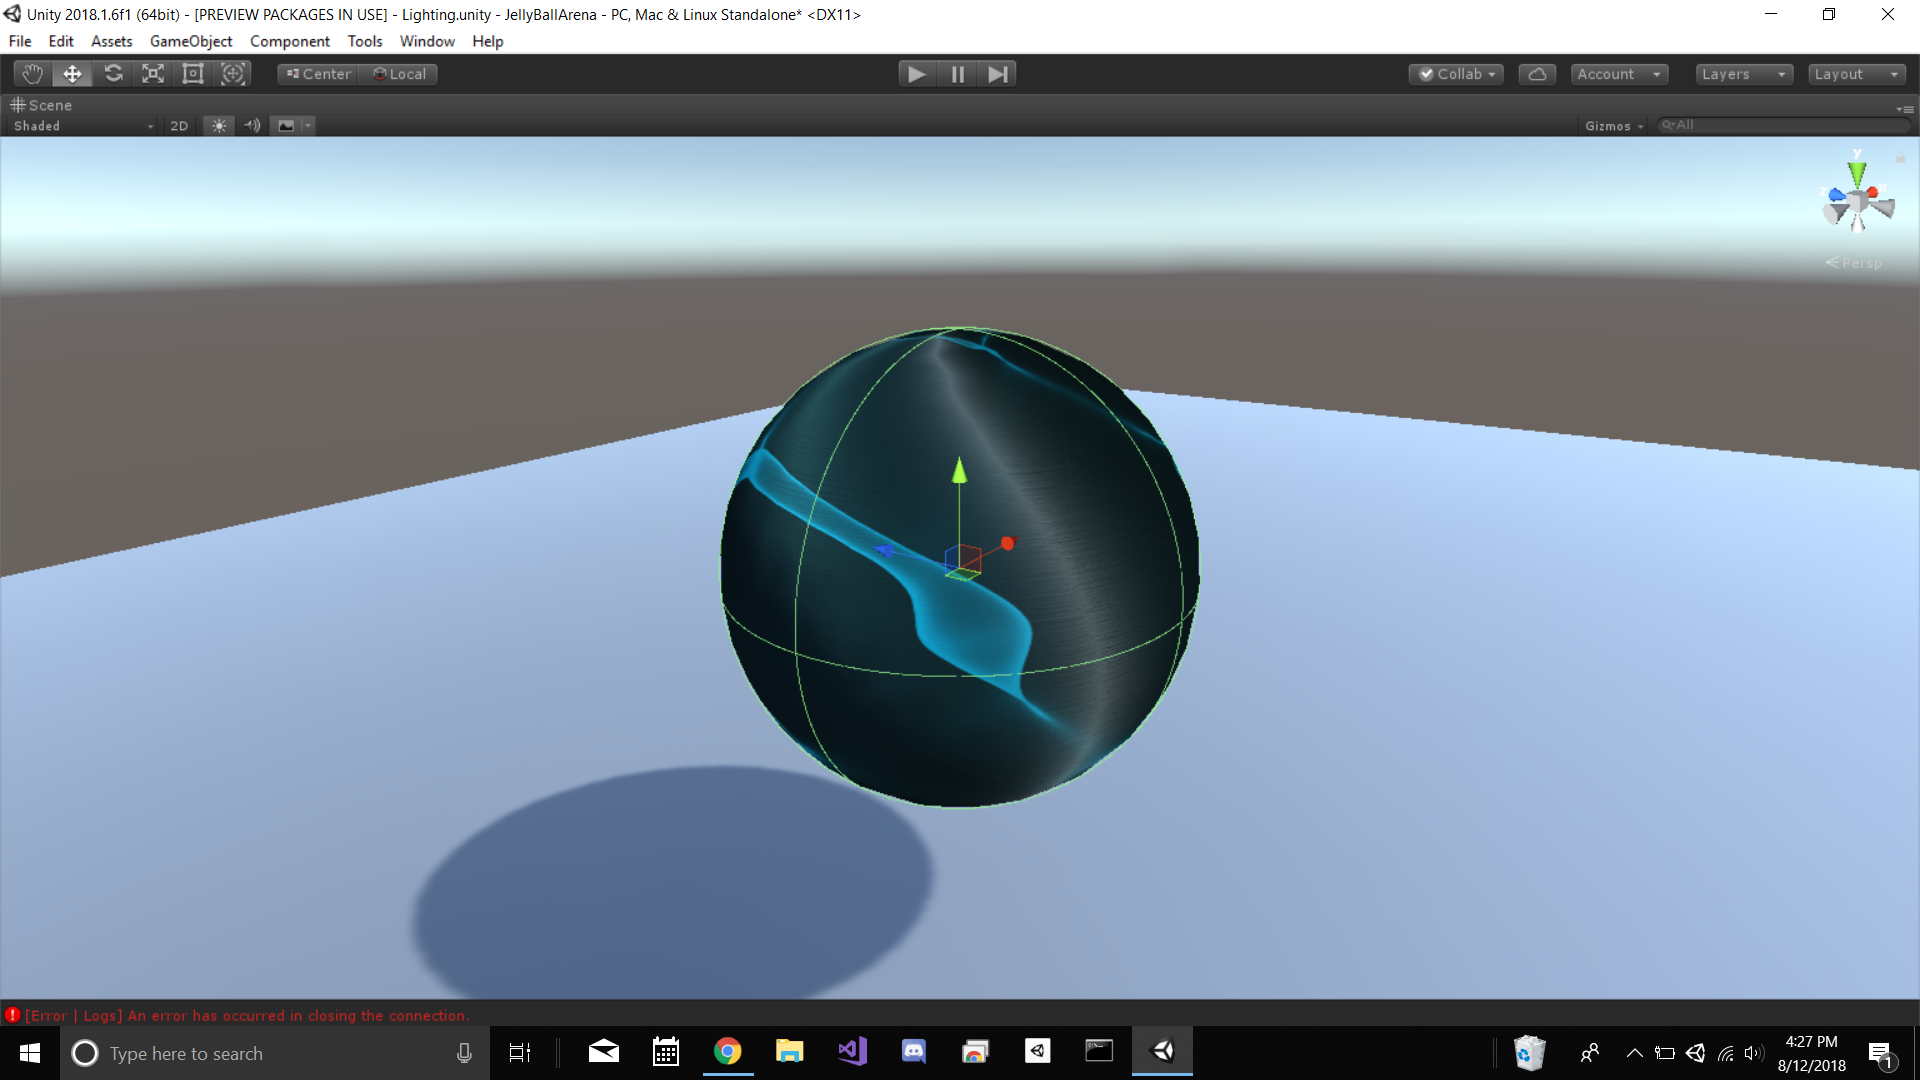 Unity 2018.1.6f1 (64bit) - [PREVIEW PACKAGES IN USE] - Lighting.unity - JellyBallArena - PC, Mac & Linux Standalone* <DX11>
File Edit Assets GameObject Component Tools Window Help
Center Local Collab Account Layers Layout
Scene
Shaded 2D Gizmos All
y
Persp
[Error | Logs] An error has occurred in closing the connection.
Type here to search
4:27 PM
8/12/2018
1